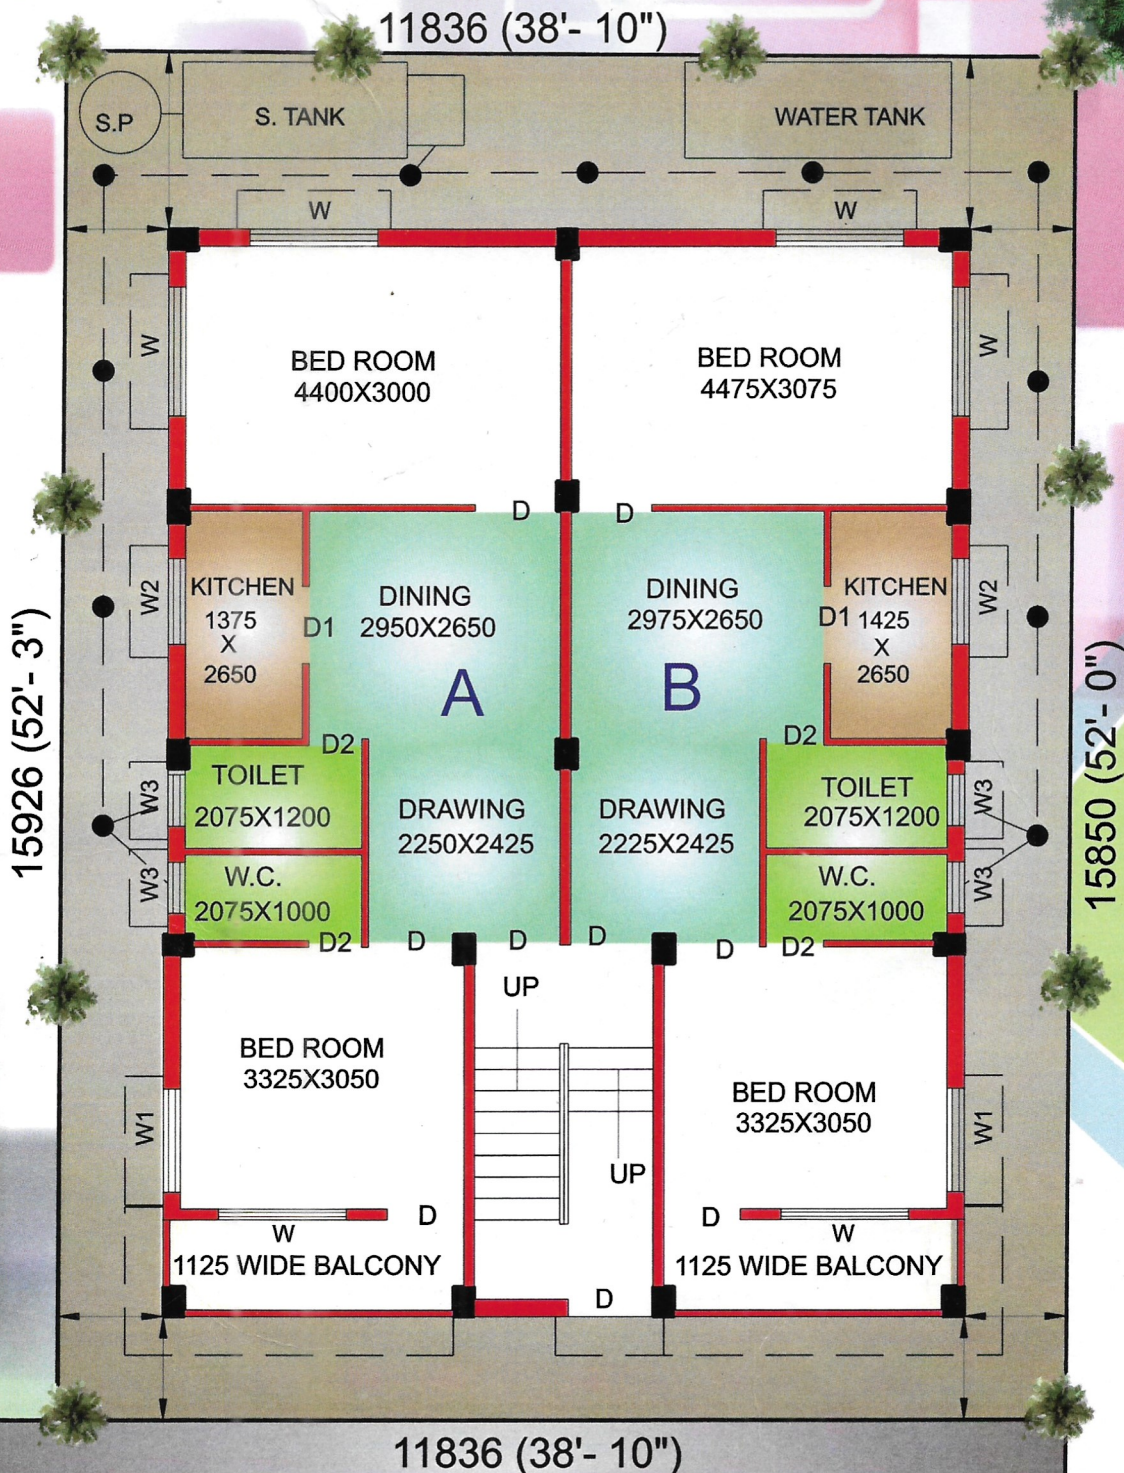 11836 (38'- 10")
S.P
S. TANK
WATER TANK
W
W
W
W
BED ROOM
4400X3000
BED ROOM
4475X3075
D
D
W2
KITCHEN
1375
X
2650
D1
DINING
2950X2650
A
DINING
2975X2650
B
D1
KITCHEN
1425
X
2650
W2
15926 (52'- 3")
15850 (52'- 0")
D2
D2
W3
TOILET
2075X1200
DRAWING
2250X2425
DRAWING
2225X2425
TOILET
2075X1200
W3
W3
W.C.
2075X1000
W.C.
2075X1000
W3
D2
D
D
D
D
D2
UP
BED ROOM
3325X3050
BED ROOM
3325X3050
W1
W1
UP
D
D
W
W
1125 WIDE BALCONY
1125 WIDE BALCONY
D
11836 (38'- 10")